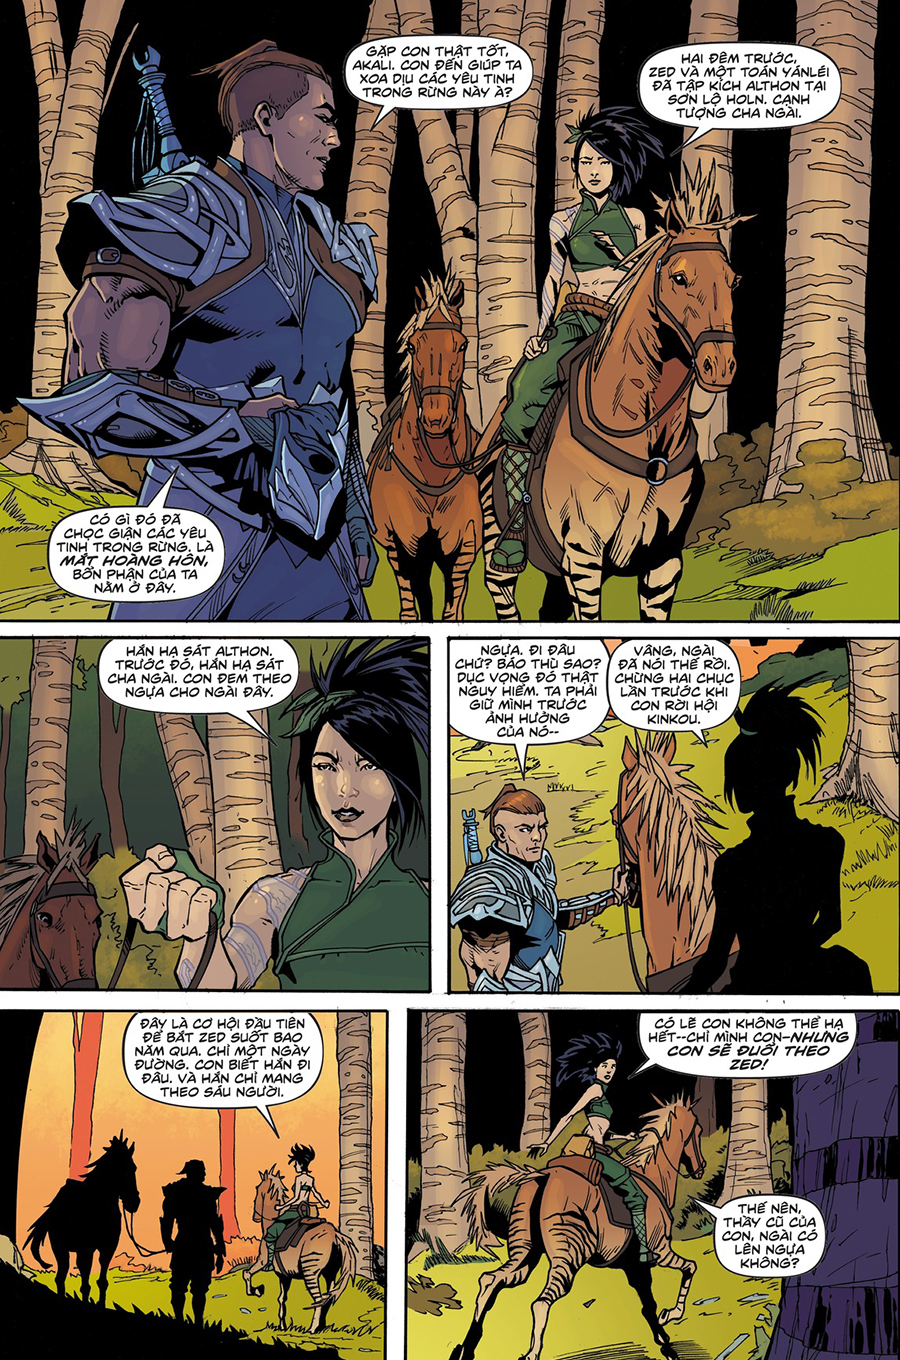 GẶP CON THẬT TỐT,
AKALI. CON ĐẾN GIÚP TA
XOA DỊU CÁC YÊU TINH
TRONG RỪNG NÀY À?
HAI ĐÊM TRƯỚC,
ZED VÀ MỘT TOÁN YÁNLÉI
ĐÃ TẬP KÍCH ALTHON TẠI
SƠN LỘ HOLN. CẠNH
TƯỢNG CHA NGÀI.
CÓ GÌ ĐÓ ĐÃ
CHỌC GIẬN CÁC YÊU
TINH TRONG RỪNG. LÀ
MẮT HOÀNG HÔN,
BỔN PHẬN CỦA TA
NẰM Ở ĐÂY.
HẮN HẠ SÁT ALTHON.
TRƯỚC ĐÓ, HẮN HẠ SÁT
CHA NGÀI. CON ĐEM THEO
NGỰA CHO NGÀI ĐÂY.
NGỰA. ĐI ĐÂU
CHỨ? BÁO THÙ SAO?
DỤC VỌNG ĐÓ THẬT
NGUY HIỂM. TA PHẢI
GIỮ MÌNH TRƯỚC
ẢNH HƯỞNG
CỦA NÓ--
VÂNG, NGÀI
ĐÃ NÓI THẾ RỒI.
CHỪNG HAI CHỤC
LẦN TRƯỚC KHI
CON RỜI HỘI
KINKOU.
ĐÂY LÀ CƠ HỘI ĐẦU TIÊN
ĐỂ BẮT ZED SUỐT BAO
NĂM QUA. CHỈ MỘT NGÀY
ĐƯỜNG. CON BIẾT HẮN ĐI
ĐÂU. VÀ HẮN CHỈ MANG
THEO SÁU NGƯỜI.
CÓ LẼ CON KHÔNG THỂ HẠ
HẾT--CHỈ MÌNH CON--NHƯNG
CON SẼ ĐUỔI THEO
ZED!
THẾ NÊN,
THẦY CŨ CỦA
CON, NGÀI CÓ
LÊN NGỰA
KHÔNG?